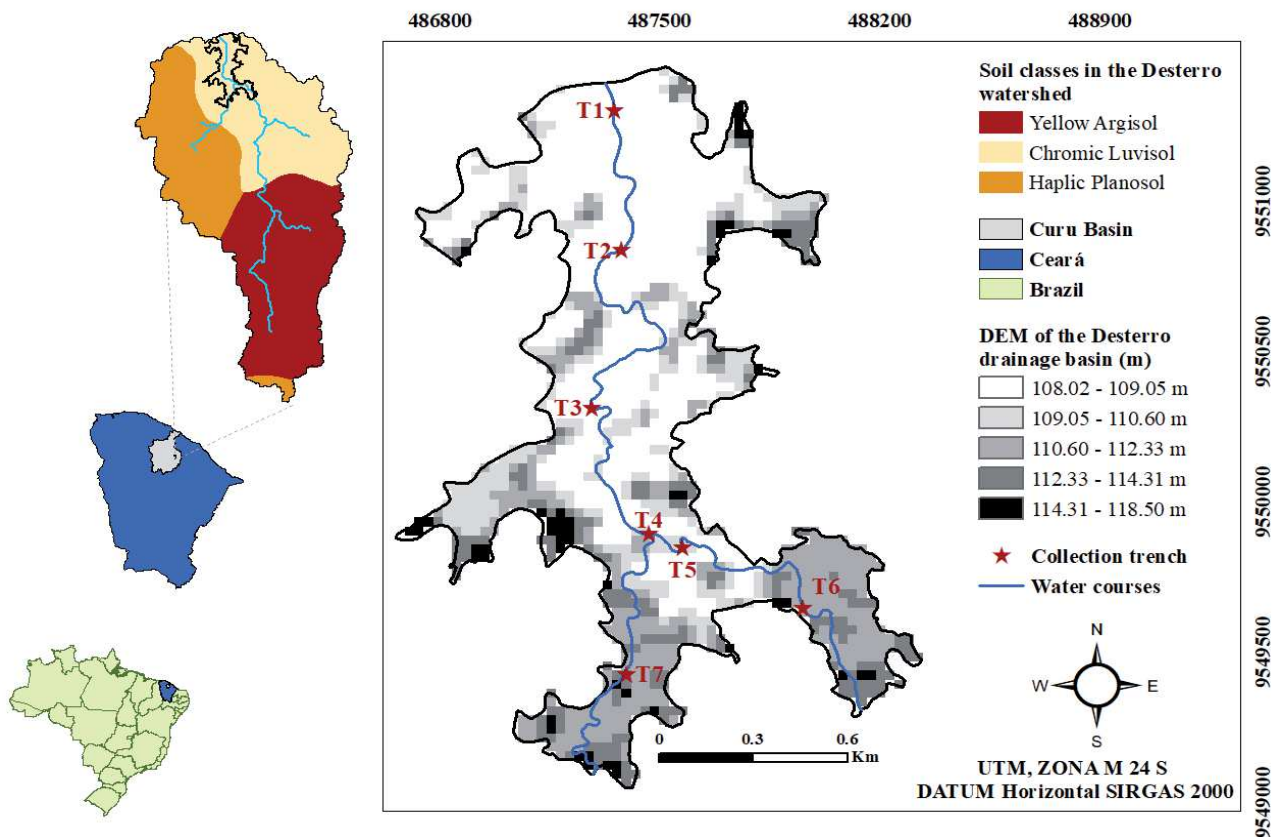 486800 487500 488200 488900
T1
T2
T3
T4
T5
T6
T7
Soil classes in the Desterro
watershed
Yellow Argisol
Chromic Luvisol
Haplic Planosol
Curu Basin
Ceará
Brazil
DEM of the Desterro
drainage basin (m)
108.02 - 109.05 m
109.05 - 110.60 m
110.60 - 112.33 m
112.33 - 114.31 m
114.31 - 118.50 m
Collection trench
Water courses
N
W E
S
0 0.3 0.6
Km
UTM, ZONA M 24 S
DATUM Horizontal SIRGAS 2000
9551000
9550500
9550000
9549500
9549000